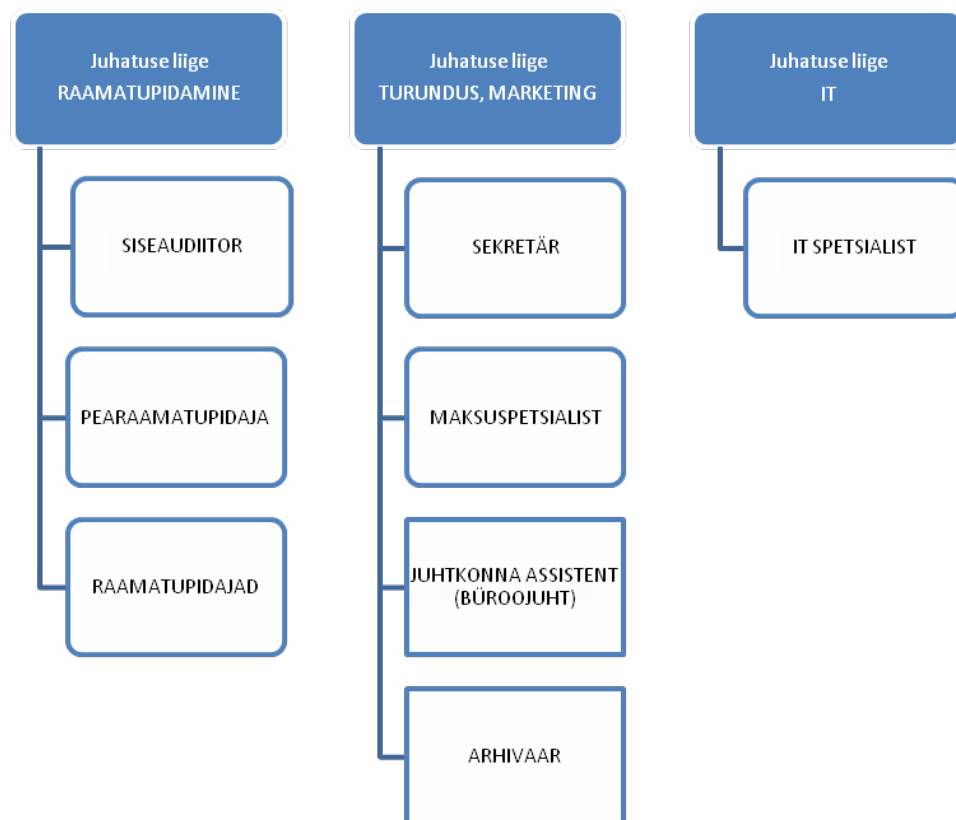 Juhatuse liige
RAAMATUPIDAMINE
SISEAUDIITOR
PEARAAMATUPIDAJA
RAAMATUPIDAJAD
Juhatuse liige
TURUNDUS, MARKETING
SEKRETÄR
MAKSUSPETSIALIST
JUHTKONNA ASSISTENT
(BÜROOJUHT)
ARHIVAAR
Juhatuse liige
IT
IT SPETSIALIST